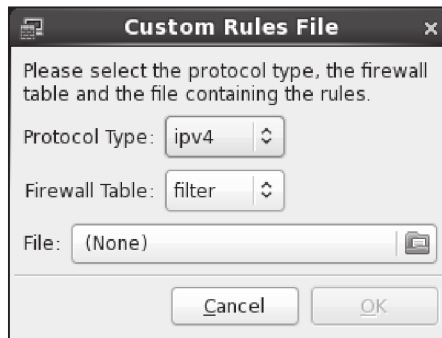 Custom Rules File
Please select the protocol type, the firewall
table and the file containing the rules.
Protocol Type: ipv4
Firewall Table: filter
File: (None)
Cancel OK